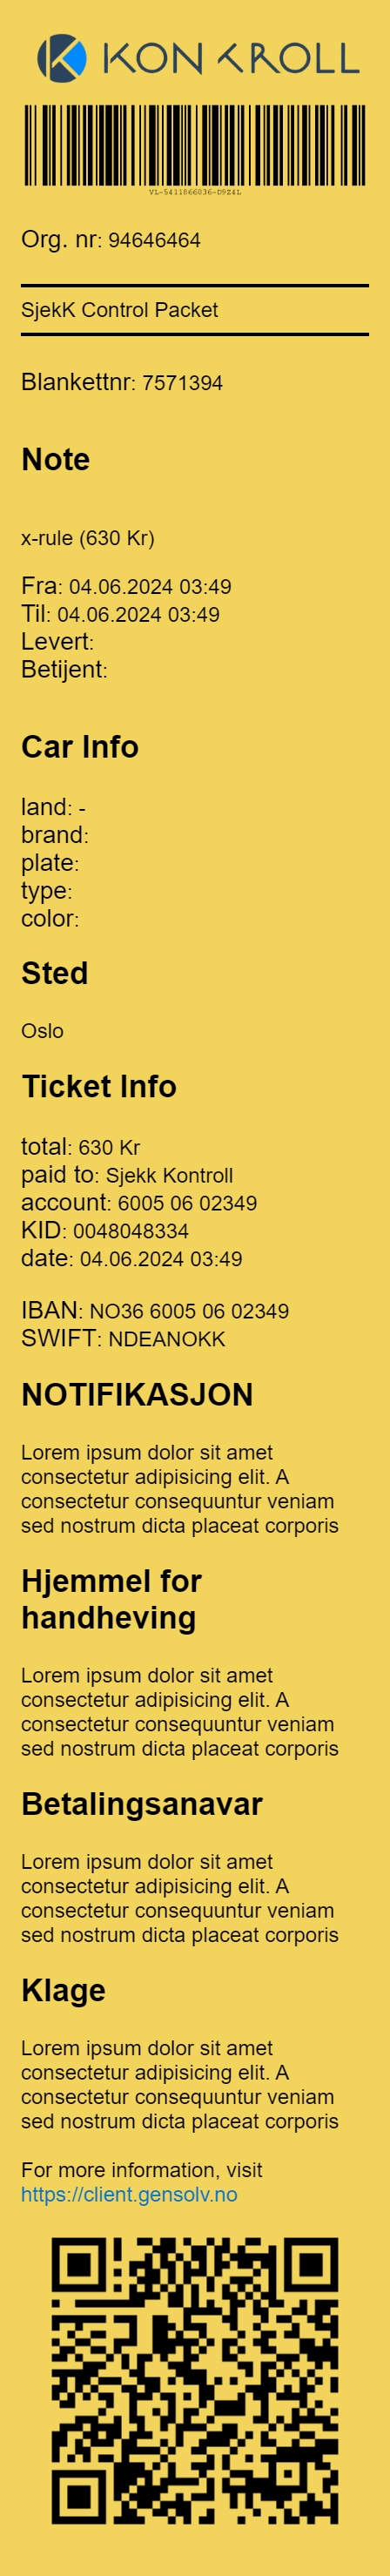 KONTROLL
VL-5411066036-D9Z4L
Org. nr: 94646464
SjekK Control Packet
Blankettnr: 7571394
Note
x-rule (630 Kr)
Fra: 04.06.2024 03:49
Til: 04.06.2024 03:49
Levert:
Betijent:
Car Info
land: -
brand:
plate:
type:
color:
Sted
Oslo
Ticket Info
total: 630 Kr
paid to: Sjekk Kontroll
account: 6005 06 02349
KID: 0048048334
date: 04.06.2024 03:49
IBAN: NO36 6005 06 02349
SWIFT: NDEANOKK
NOTIFIKASJON
Lorem ipsum dolor sit amet
consectetur adipisicing elit. A
consectetur consequuntur veniam
sed nostrum dicta placeat corporis
Hjemmel for
handheving
Lorem ipsum dolor sit amet
consectetur adipisicing elit. A
consectetur consequuntur veniam
sed nostrum dicta placeat corporis
Betalingsanavar
Lorem ipsum dolor sit amet
consectetur adipisicing elit. A
consectetur consequuntur veniam
sed nostrum dicta placeat corporis
Klage
Lorem ipsum dolor sit amet
consectetur adipisicing elit. A
consectetur consequuntur veniam
sed nostrum dicta placeat corporis
For more information, visit
https://client.gensolv.no